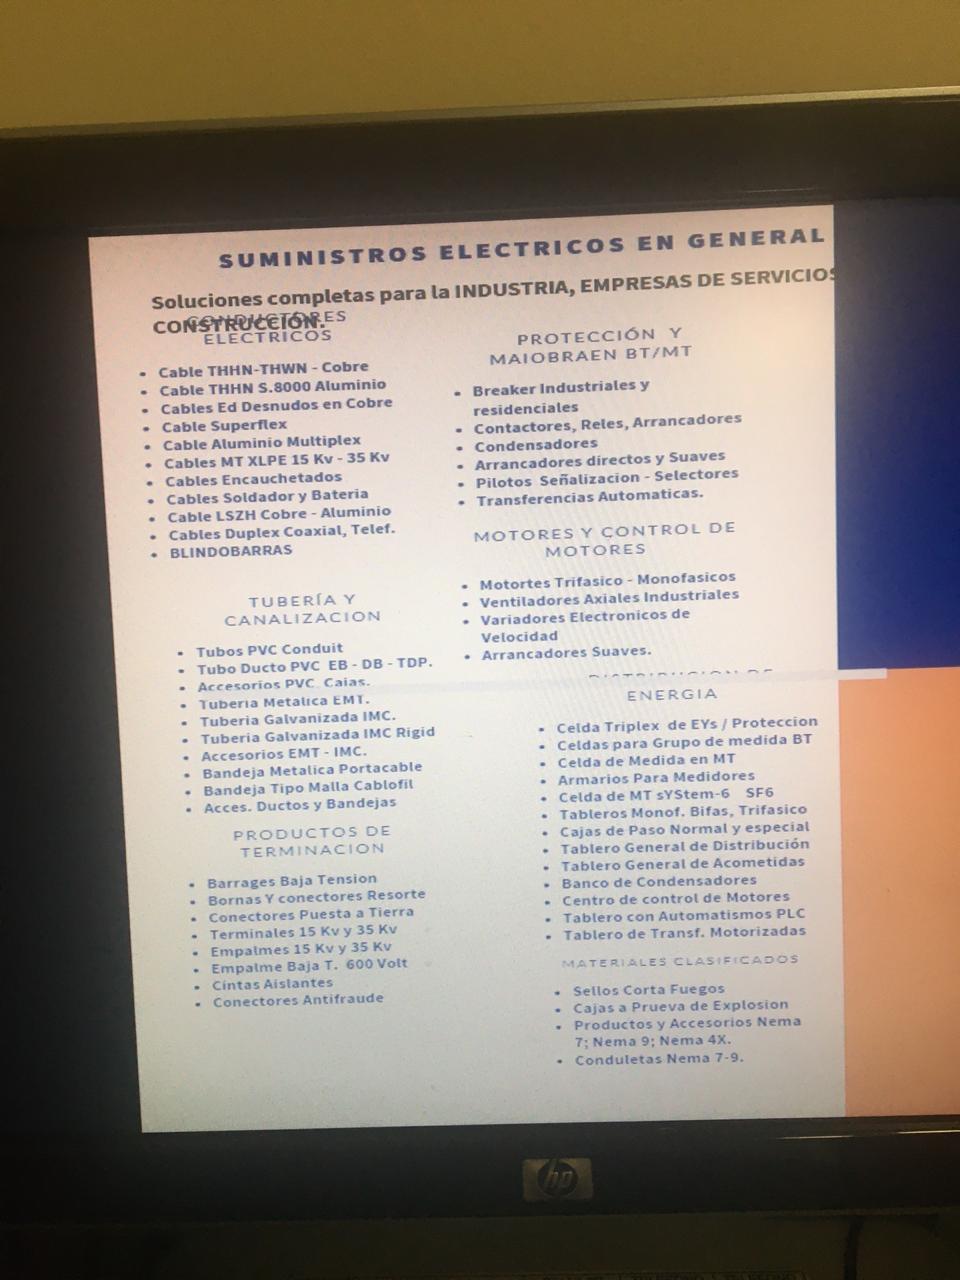 SUMINISTROS ELECTRICOS EN GENERAL
Soluciones completas para la INDUSTRIA, EMPRESAS DE SERVICIOS
CONSTRUCCIÓN.
CONDUCTORES
ELECTRICOS
• Cable THHN-THWN - Cobre
• Cable THHN S.8000 Aluminio
• Cables Ed Desnudos en Cobre
• Cable Superflex
• Cable Aluminio Multiplex
• Cables MT XLPE 15 Kv - 35 Kv
• Cables Encauchetados
• Cables Soldador y Bateria
• Cable LSZH Cobre - Aluminio
• Cables Duplex Coaxial, Telef.
• BLINDOBARRAS
TUBERÍA Y
CANALIZACION
• Tubos PVC Conduit
• Tubo Ducto PVC EB - DB - TDP.
• Accesorios PVC Caias.
• Tuberia Metalica EMT.
• Tuberia Galvanizada IMC.
• Tuberia Galvanizada IMC Rigid
• Accesorios EMT - IMC.
• Bandeja Metalica Portacable
• Bandeja Tipo Malla Cablofil
• Acces. Ductos y Bandejas
PRODUCTOS DE
TERMINACION
• Barrages Baja Tension
• Bornas Y conectores Resorte
• Conectores Puesta a Tierra
• Terminales 15 Kv y 35 Kv
• Empalmes 15 Kv y 35 Kv
• Empalme Baja T. 600 Volt
• Cintas Aislantes
• Conectores Antifraude
PROTECCIÓN Y
MAIOBRAEN BT/MT
• Breaker Industriales y
residenciales
• Contactores, Reles, Arrancadores
• Condensadores
• Arrancadores directos y Suaves
• Pilotos Señalizacion - Selectores
• Transferencias Automaticas.
MOTORES Y CONTROL DE
MOTORES
• Motortes Trifasico - Monofasicos
• Ventiladores Axiales Industriales
• Variadores Electronicos de
Velocidad
• Arrancadores Suaves.
ENERGIA
• Celda Triplex de EYs / Proteccion
• Celdas para Grupo de medida BT
• Celda de Medida en MT
• Armarios Para Medidores
• Celda de MT sYStem-6 SF6
• Tableros Monof. Bifas, Trifasico
• Cajas de Paso Normal y especial
• Tablero General de Distribución
• Tablero General de Acometidas
• Banco de Condensadores
• Centro de control de Motores
• Tablero con Automatismos PLC
• Tablero de Transf. Motorizadas
MATERIALES CLASIFICADOS
• Sellos Corta Fuegos
• Cajas a Prueva de Explosion
• Productos y Accesorios Nema
7; Nema 9; Nema 4X.
• Conduletas Nema 7-9.
hp